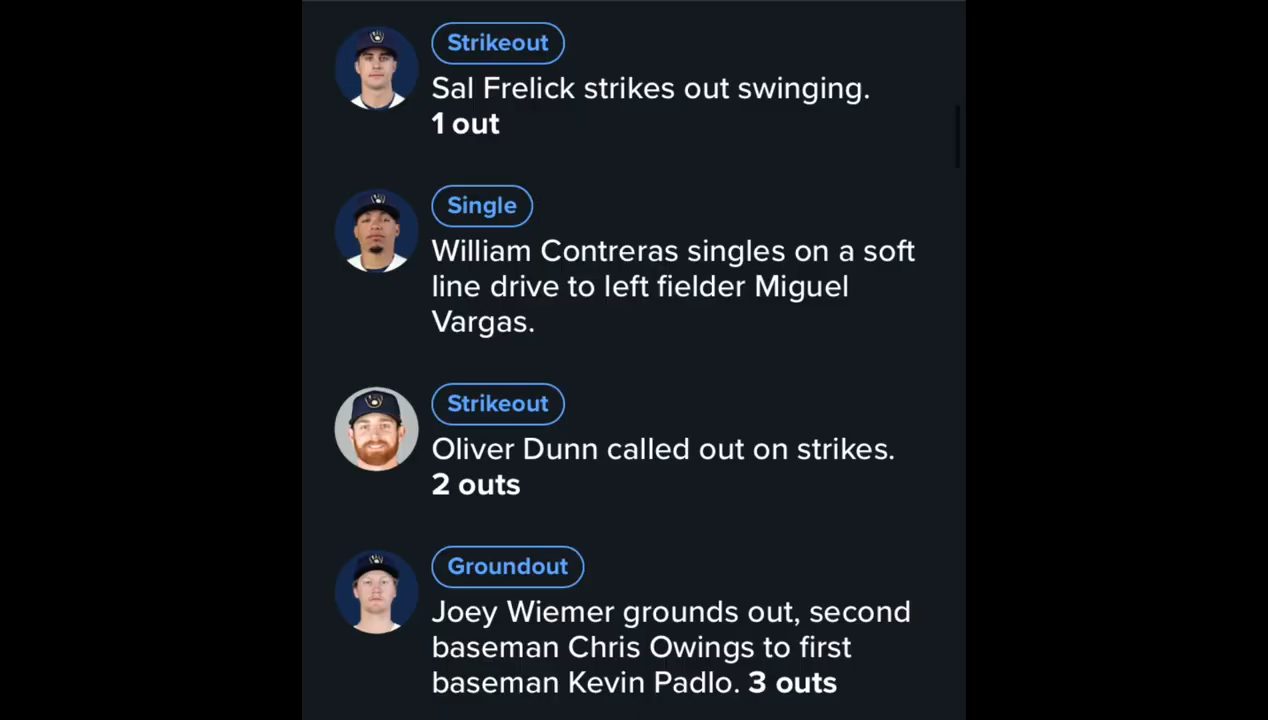 Strikeout
Sal Frelick strikes out swinging.
1 out
Single
William Contreras singles on a soft
line drive to left fielder Miguel
Vargas.
Strikeout
Oliver Dunn called out on strikes.
2 outs
Groundout
Joey Wiemer grounds out, second
baseman Chris Owings to first
baseman Kevin Padlo. 3 outs